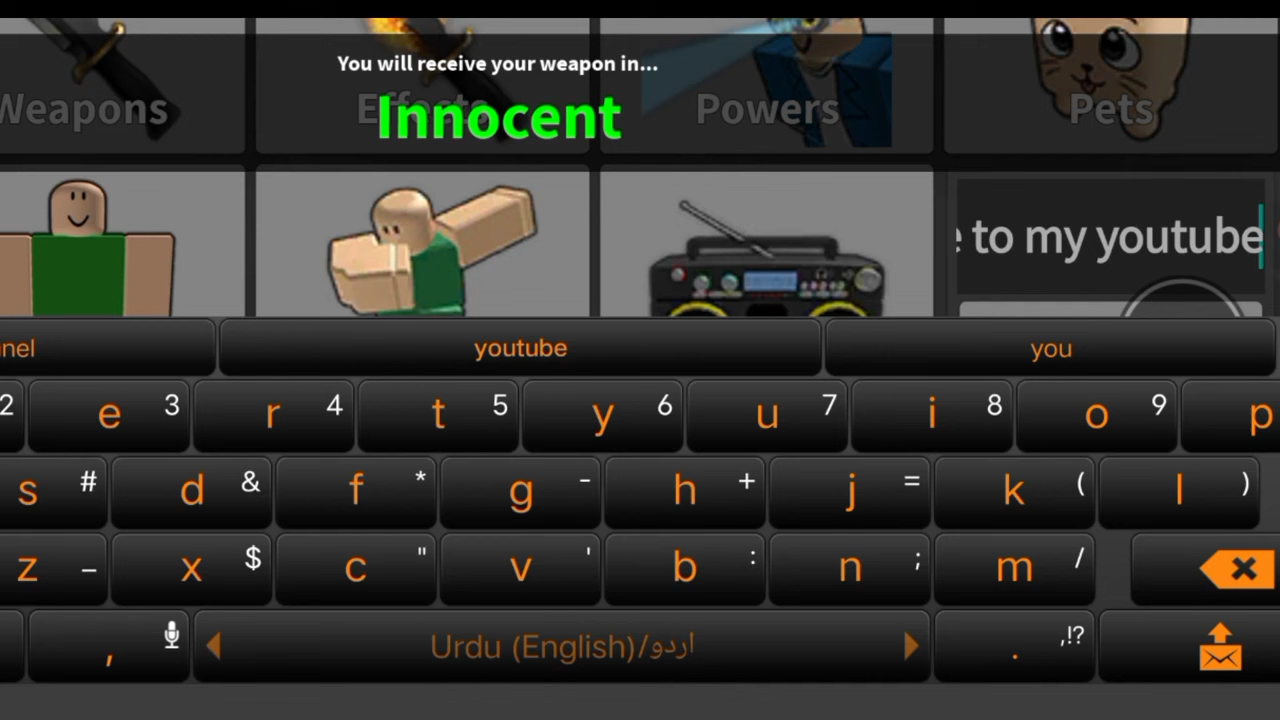 You will receive your weapon in...
Innocent
Weapons
Effects
Powers
Pets
e to my youtube
nel
youtube
you
2 e 3 r 4 t 5 y 6 u 7 i 8 o 9 p
s # d & f * g - h + j = k ( l )
z _ x $ c " v ' b : n ; m /
, Urdu (English)/اردو . ,!?